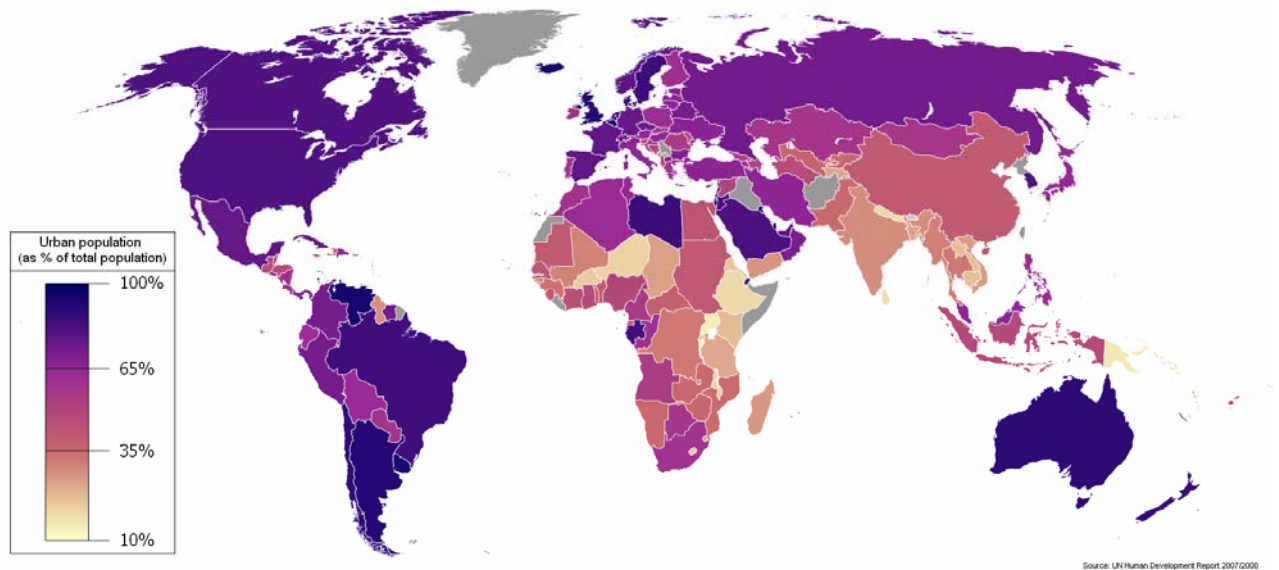 Urban population
(as % of total population)
100%
65%
35%
10%
Source: UN Human Development Report 2007/2008